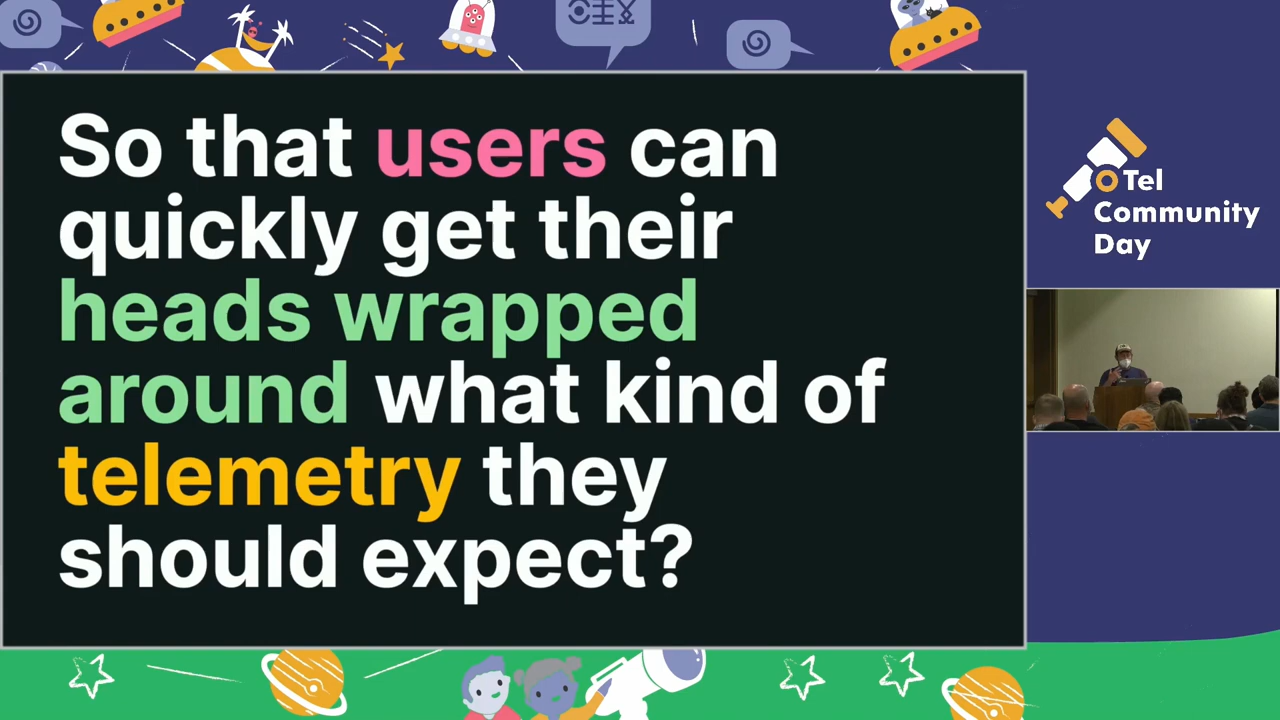 So that users can
quickly get their
heads wrapped
around what kind of
telemetry they
should expect?
OTel
Community
Day